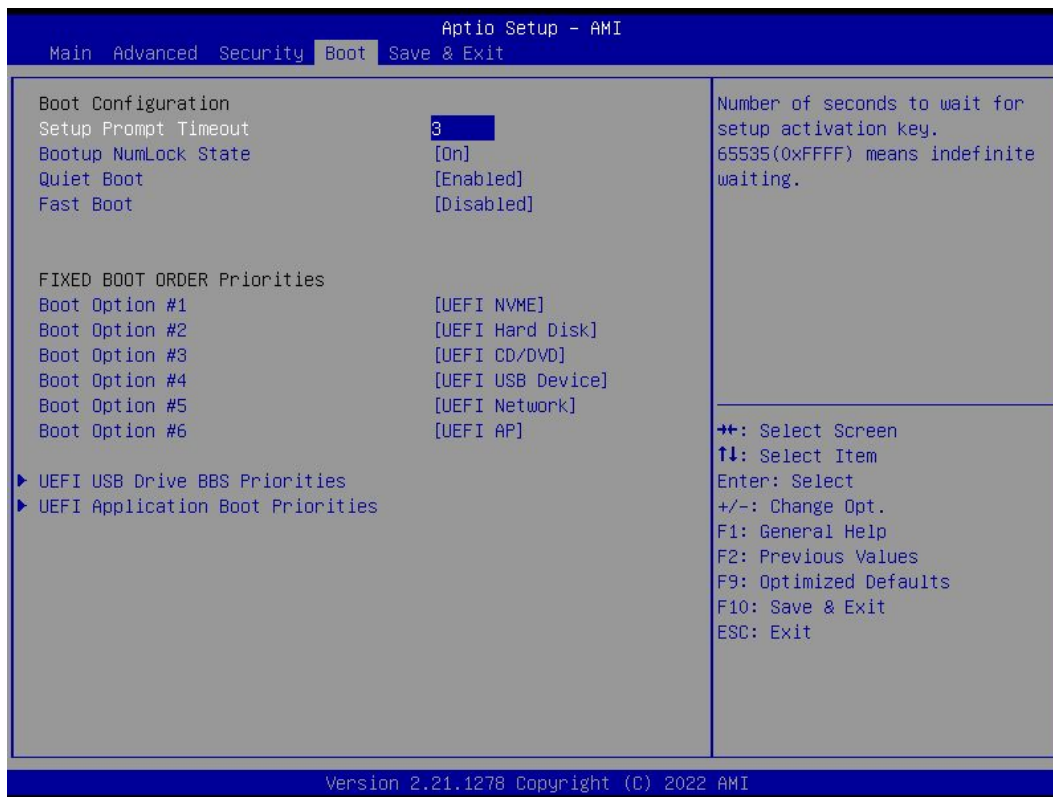 Aptio Setup - AMI
Main Advanced Security Boot Save & Exit
Boot Configuration
Setup Prompt Timeout 3
Bootup NumLock State [On]
Quiet Boot [Enabled]
Fast Boot [Disabled]
FIXED BOOT ORDER Priorities
Boot Option #1 [UEFI NVME]
Boot Option #2 [UEFI Hard Disk]
Boot Option #3 [UEFI CD/DVD]
Boot Option #4 [UEFI USB Device]
Boot Option #5 [UEFI Network]
Boot Option #6 [UEFI AP]
UEFI USB Drive BBS Priorities
UEFI Application Boot Priorities
Number of seconds to wait for
setup activation key.
65535(0xFFFF) means indefinite
waiting.
→←: Select Screen
↑↓: Select Item
Enter: Select
+/-: Change Opt.
F1: General Help
F2: Previous Values
F9: Optimized Defaults
F10: Save & Exit
ESC: Exit
Version 2.21.1278 Copyright (C) 2022 AMI